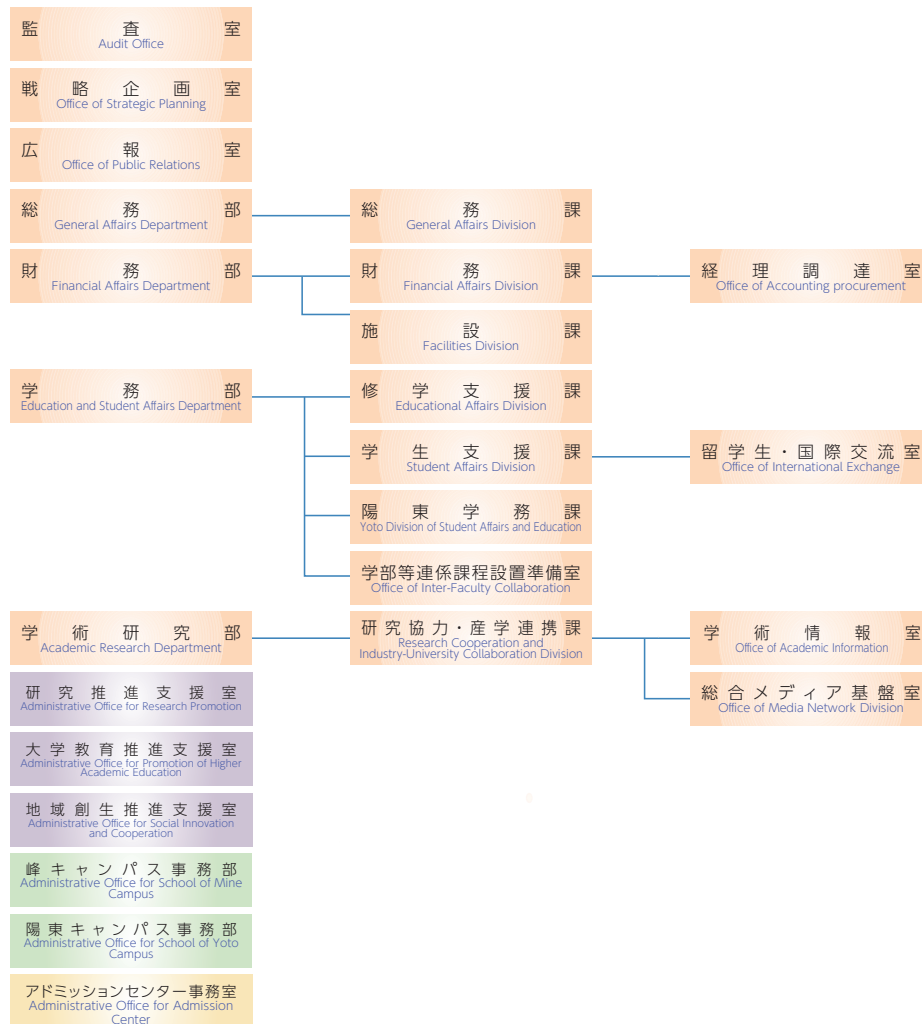 監査室
Audit Office
戦略企画室
Office of Strategic Planning
広報室
Office of Public Relations
総務部
General Affairs Department
総務課
General Affairs Division
財務部
Financial Affairs Department
財務課
Financial Affairs Division
経理調達室
Office of Accounting procurement
施設課
Facilities Division
学務部
Education and Student Affairs Department
修学支援課
Educational Affairs Division
学生支援課
Student Affairs Division
留学生・国際交流室
Office of International Exchange
陽東学務課
Yoto Division of Student Affairs and Education
学部等連係課程設置準備室
Office of Inter-Faculty Collaboration
学術研究部
Academic Research Department
研究協力・産学連携課
Research Cooperation and
Industry-University Collaboration Division
学術情報室
Office of Academic Information
総合メディア基盤室
Office of Media Network Division
研究推進支援室
Administrative Office for Research Promotion
大学教育推進支援室
Administrative Office for Promotion of Higher
Academic Education
地域創生推進支援室
Administrative Office for Social Innovation
and Cooperation
峰キャンパス事務部
Administrative Office for School of Mine
Campus
陽東キャンパス事務部
Administrative Office for School of Yoto
Campus
アドミッションセンター事務室
Administrative Office for Admission
Center